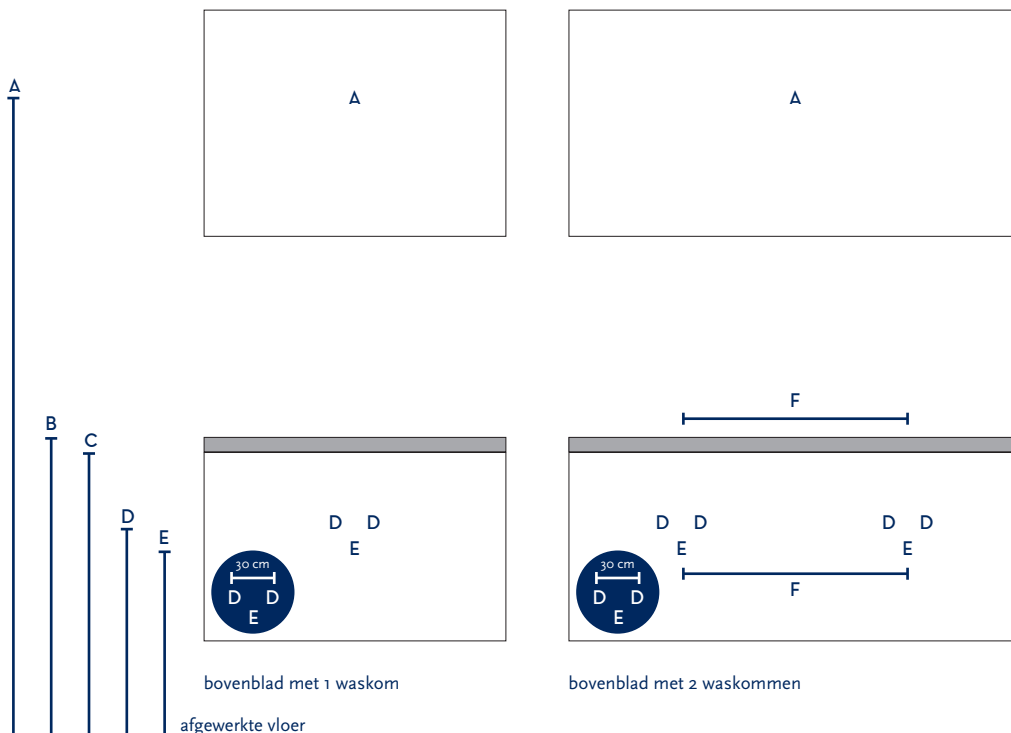 A
A
A
F
B
C
D D
D D
D D
D
E
E
E
E
30 cm
30 cm
F
D D
D D
E
E
bovenblad met 1 waskom
bovenblad met 2 waskommen
afgewerkte vloer